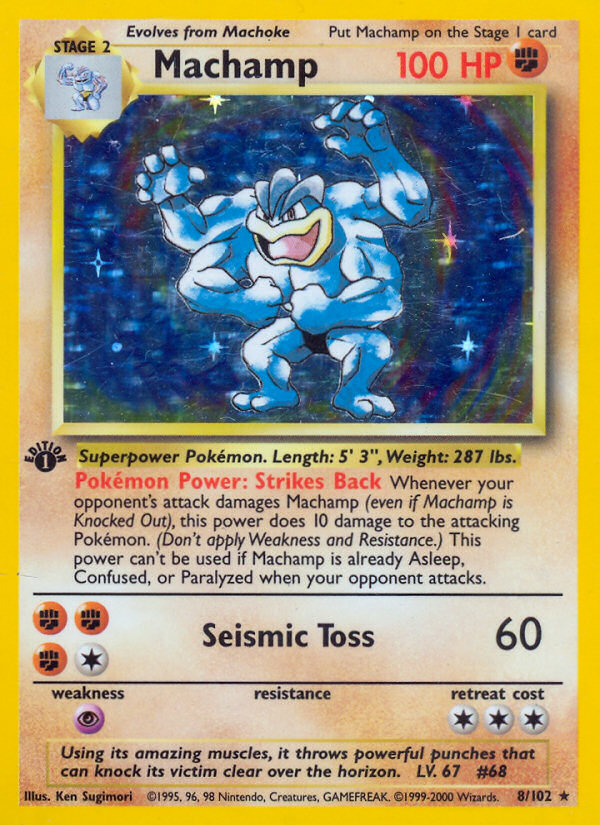 Evolves from Machoke
Put Machamp on the Stage 1 card
STAGE 2
Machamp
100 HP
EDITION
1
Superpower Pokémon. Length: 5' 3", Weight: 287 lbs.
Pokémon Power: Strikes Back Whenever your
opponent's attack damages Machamp (even if Machamp is
Knocked Out), this power does 10 damage to the attacking
Pokémon. (Don't apply Weakness and Resistance.) This
power can't be used if Machamp is already Asleep,
Confused, or Paralyzed when your opponent attacks.
Seismic Toss
60
weakness
resistance
retreat cost
Using its amazing muscles, it throws powerful punches that
can knock its victim clear over the horizon. LV. 67 #68
Illus. Ken Sugimori ©1995, 96, 98 Nintendo, Creatures, GAMEFREAK. ©1999-2000 Wizards. 8/102 ★